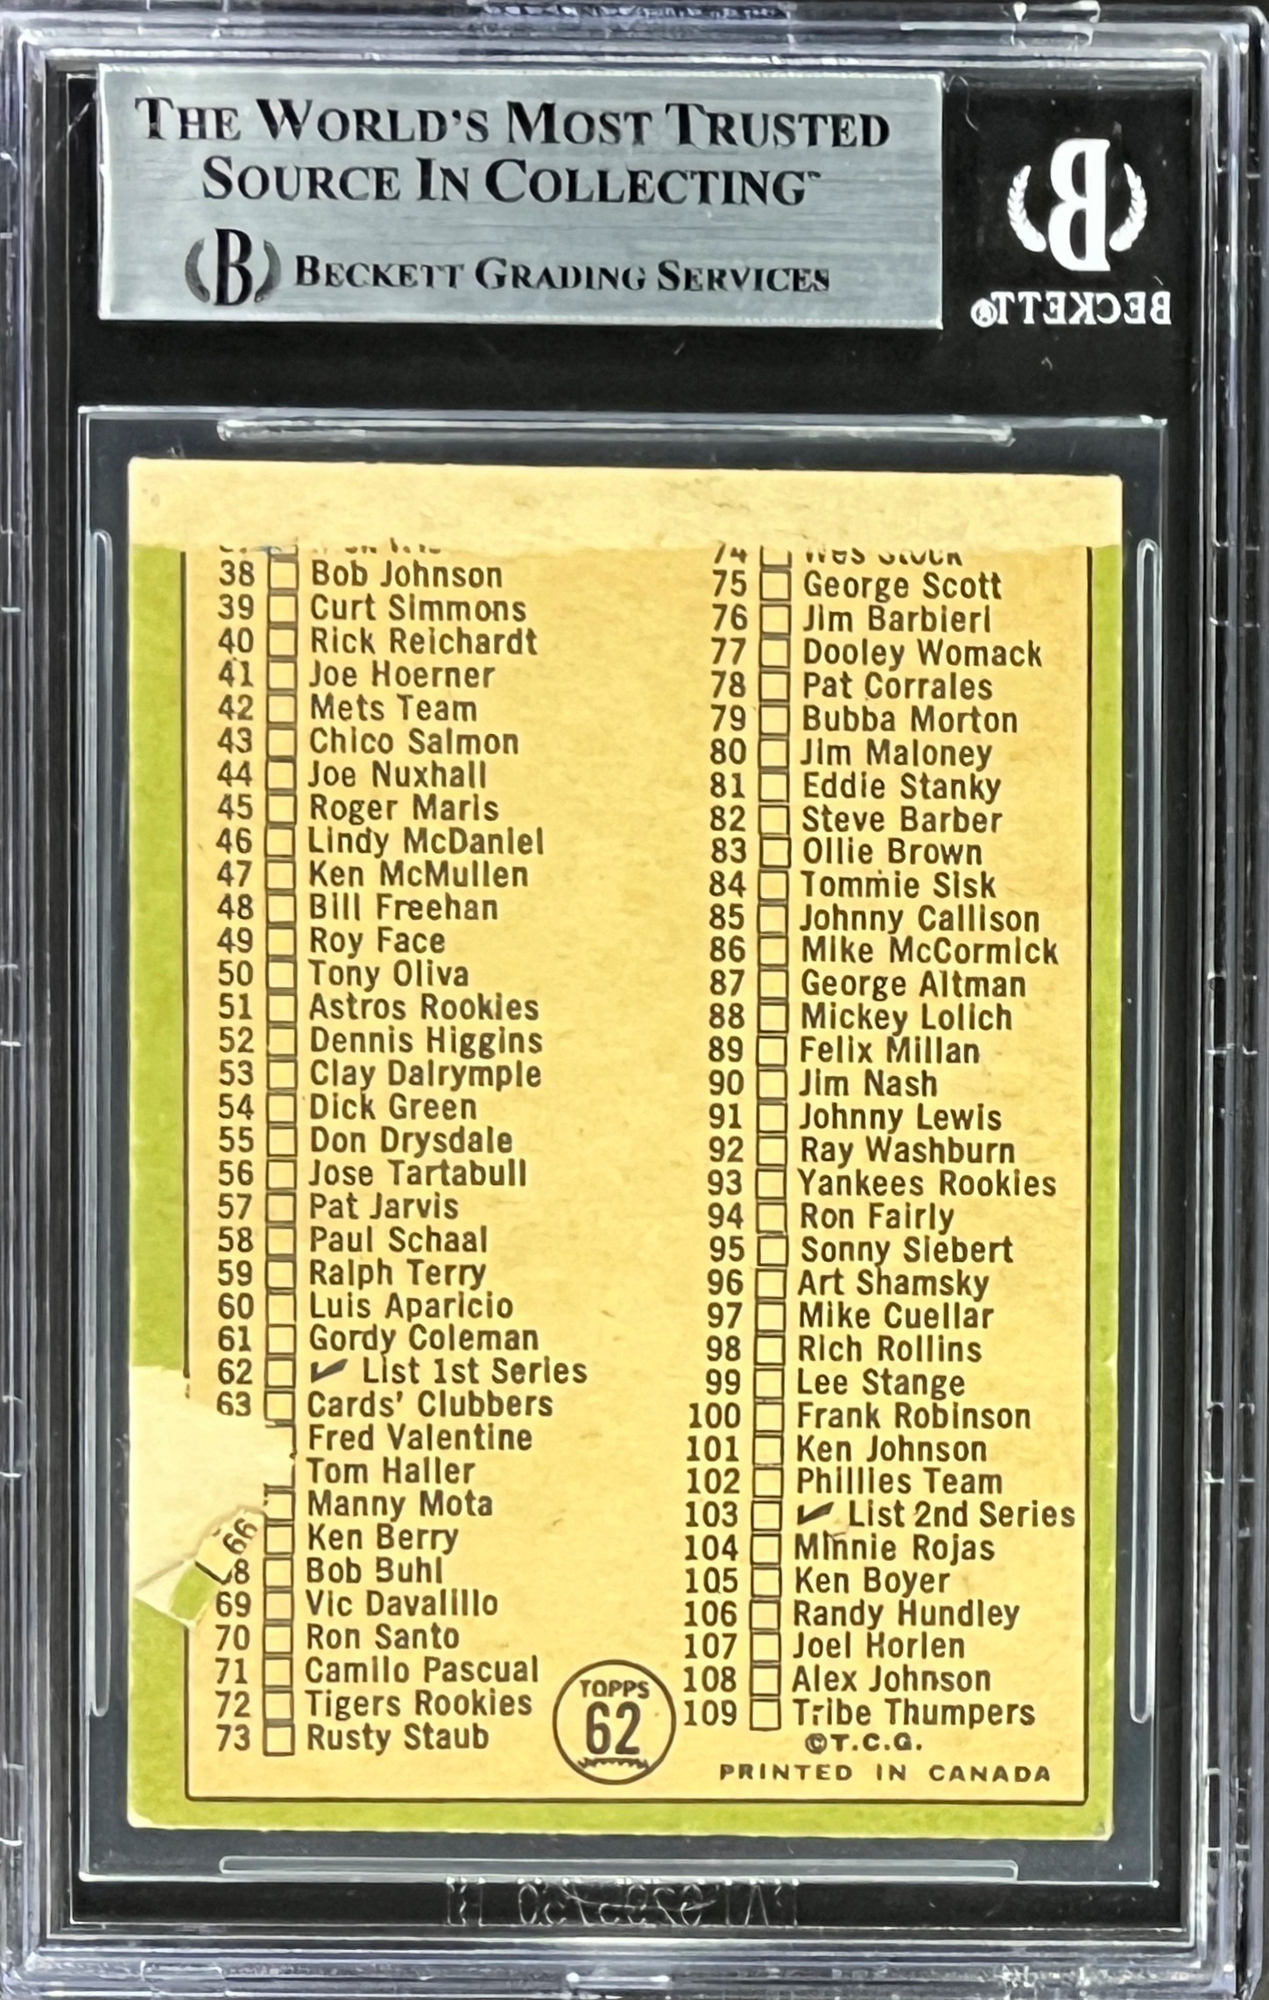 THE WORLD'S MOST TRUSTED
SOURCE IN COLLECTING™
B BECKETT GRADING SERVICES
B
BECKETT®
38 Bob Johnson
39 Curt Simmons
40 Rick Reichardt
41 Joe Hoerner
42 Mets Team
43 Chico Salmon
44 Joe Nuxhall
45 Roger Maris
46 Lindy McDaniel
47 Ken McMullen
48 Bill Freehan
49 Roy Face
50 Tony Oliva
51 Astros Rookies
52 Dennis Higgins
53 Clay Dalrymple
54 Dick Green
55 Don Drysdale
56 Jose Tartabull
57 Pat Jarvis
58 Paul Schaal
59 Ralph Terry
60 Luis Aparicio
61 Gordy Coleman
62 ✓ List 1st Series
63 Cards' Clubbers
Fred Valentine
Tom Haller
66 Manny Mota
Ken Berry
8 Bob Buhl
69 Vic Davalillo
70 Ron Santo
71 Camilo Pascual
72 Tigers Rookies
73 Rusty Staub
74 Wes Stock
75 George Scott
76 Jim Barbieri
77 Dooley Womack
78 Pat Corrales
79 Bubba Morton
80 Jim Maloney
81 Eddie Stanky
82 Steve Barber
83 Ollie Brown
84 Tommie Sisk
85 Johnny Callison
86 Mike McCormick
87 George Altman
88 Mickey Lolich
89 Felix Millan
90 Jim Nash
91 Johnny Lewis
92 Ray Washburn
93 Yankees Rookies
94 Ron Fairly
95 Sonny Siebert
96 Art Shamsky
97 Mike Cuellar
98 Rich Rollins
99 Lee Stange
100 Frank Robinson
101 Ken Johnson
102 Phillies Team
103 ✓ List 2nd Series
104 Minnie Rojas
105 Ken Boyer
106 Randy Hundley
107 Joel Horlen
108 Alex Johnson
109 Tribe Thumpers
TOPPS
62
©T.C.G.
PRINTED IN CANADA